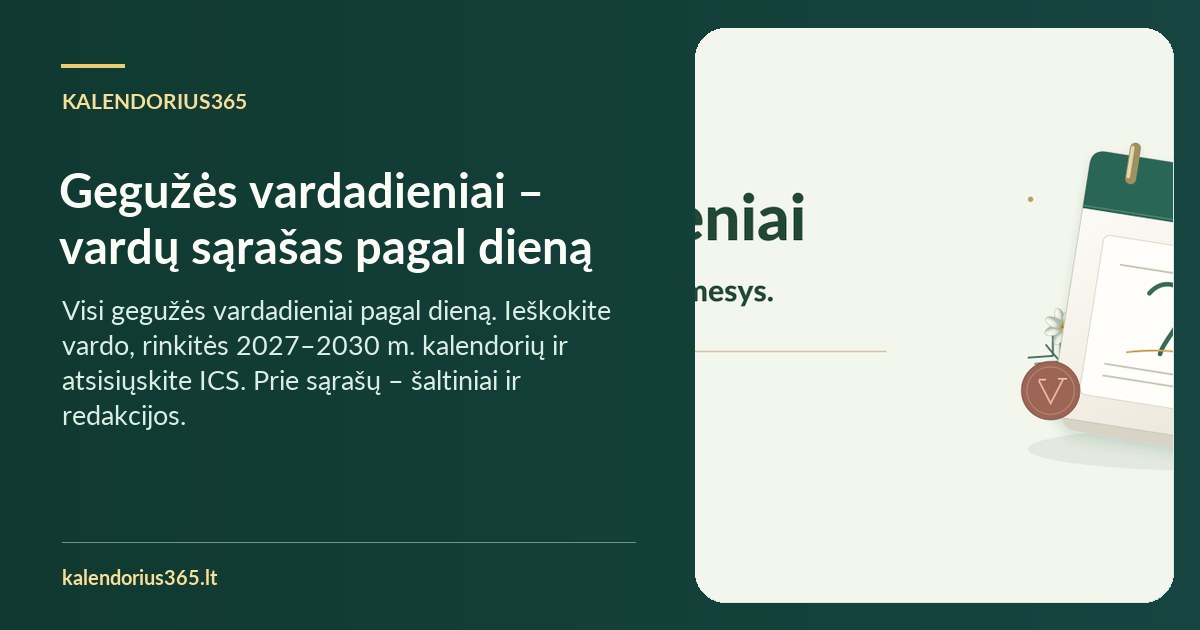 KALENDORIUS365
Gegužės vardadieniai –
vardų sąrašas pagal dieną
Visi gegužės vardadieniai pagal dieną. Ieškokite
vardo, rinkitės 2027–2030 m. kalendorių ir
atsisiųskite ICS. Prie sąrašų – šaltiniai ir
redakcijos.
kalendorius365.lt
eniai
mesys.
V